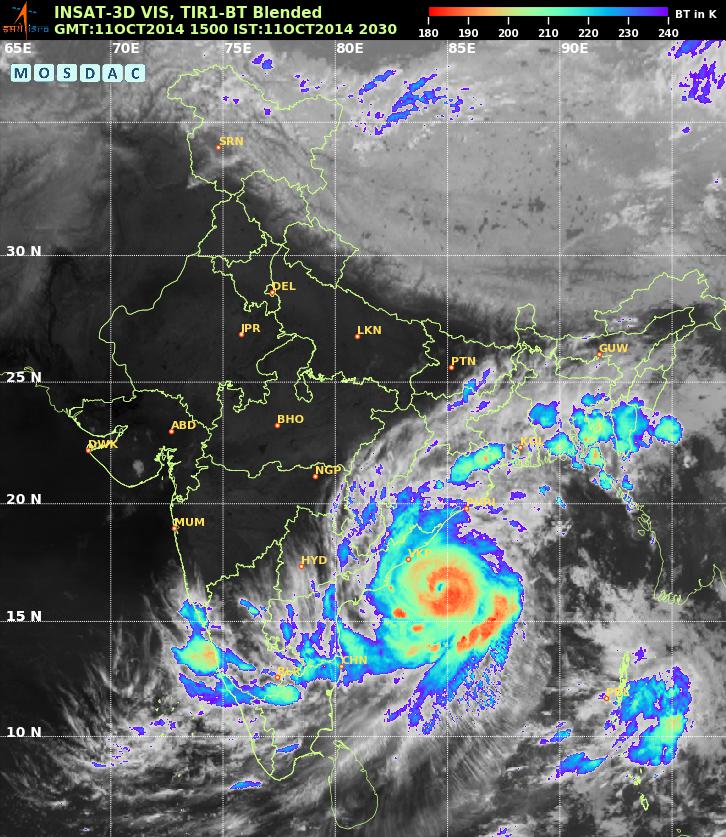 INSAT-3D VIS, TIR1-BT Blended
GMT:11OCT2014 1500 IST:11OCT2014 2030
BT in K
180 190 200 210 220 230 240
65E 70E 75E 80E 85E 90E
MOSDAC
SRN
30 N
DEL
JPR LKN
GUW
PTN
25 N
ABD BHO
DWK
KOL
NGP
20 N
PURI
MUM
VKP
HYD
15 N
CHN
10 N